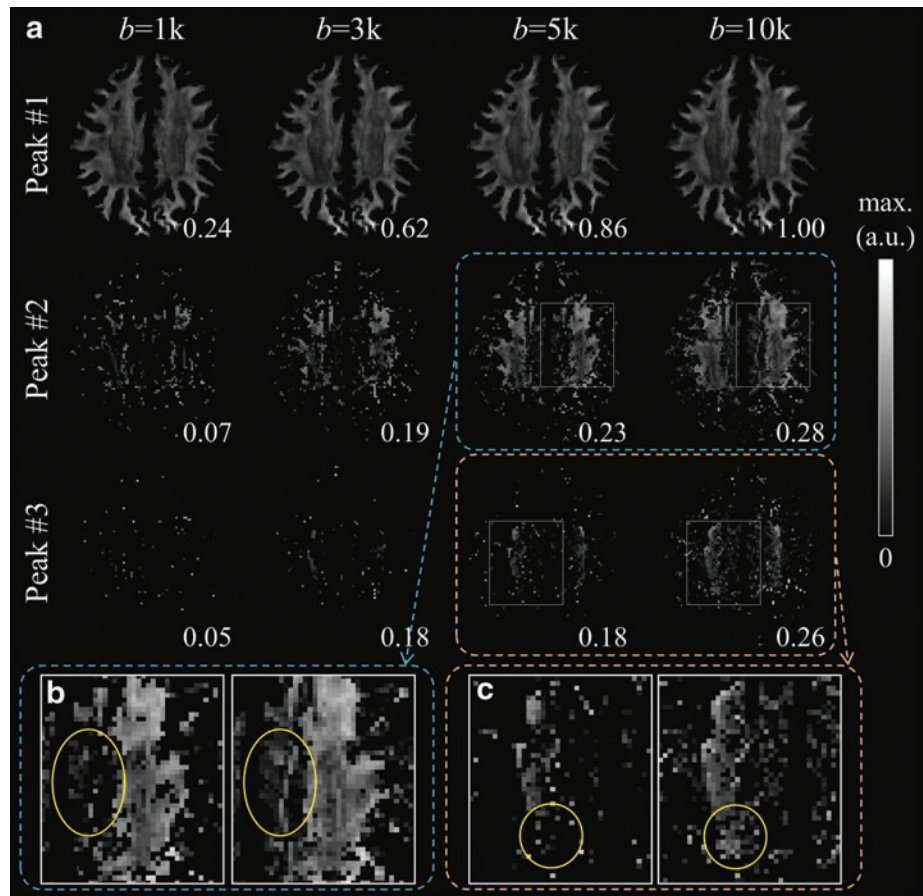 a
b=1k b=3k b=5k b=10k
Peak #1
0.24 0.62 0.86 1.00
max.
(a.u.)
Peak #2
0.07 0.19 0.23 0.28
0
Peak #3
0.05 0.18 0.18 0.26
b c